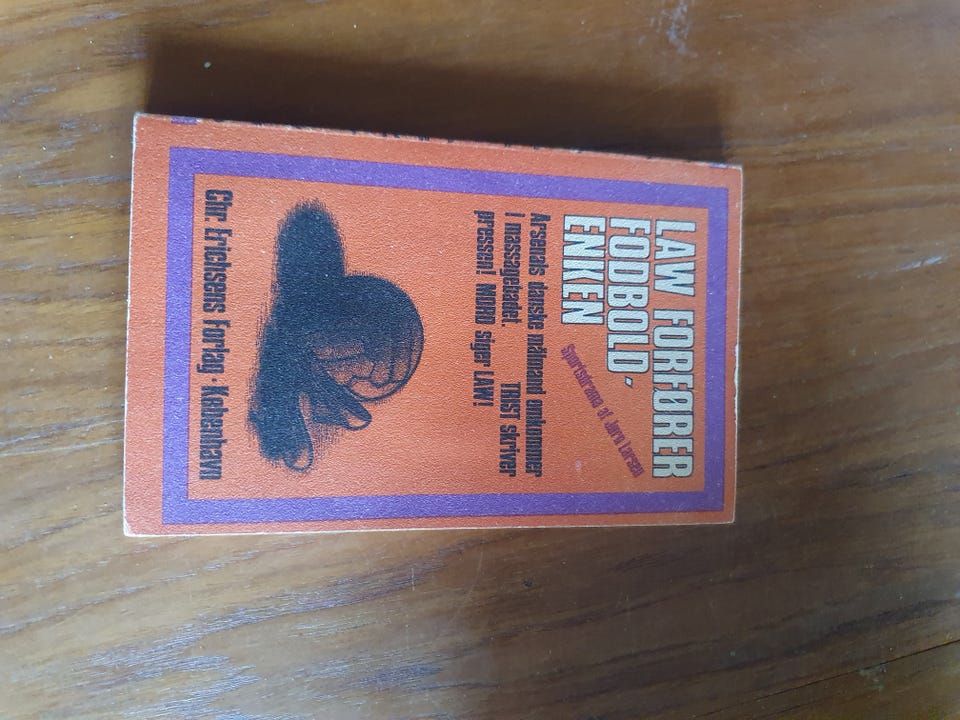 LAW FORFØRER
FODBOLD-
ENKEN
Sportsdrama af Jørn Larsen
Arsenals danske målmand omkommer
i massagebadet. TRIST skriver
pressen! MORD siger LAW!
Chr. Erichsens Forlag · København